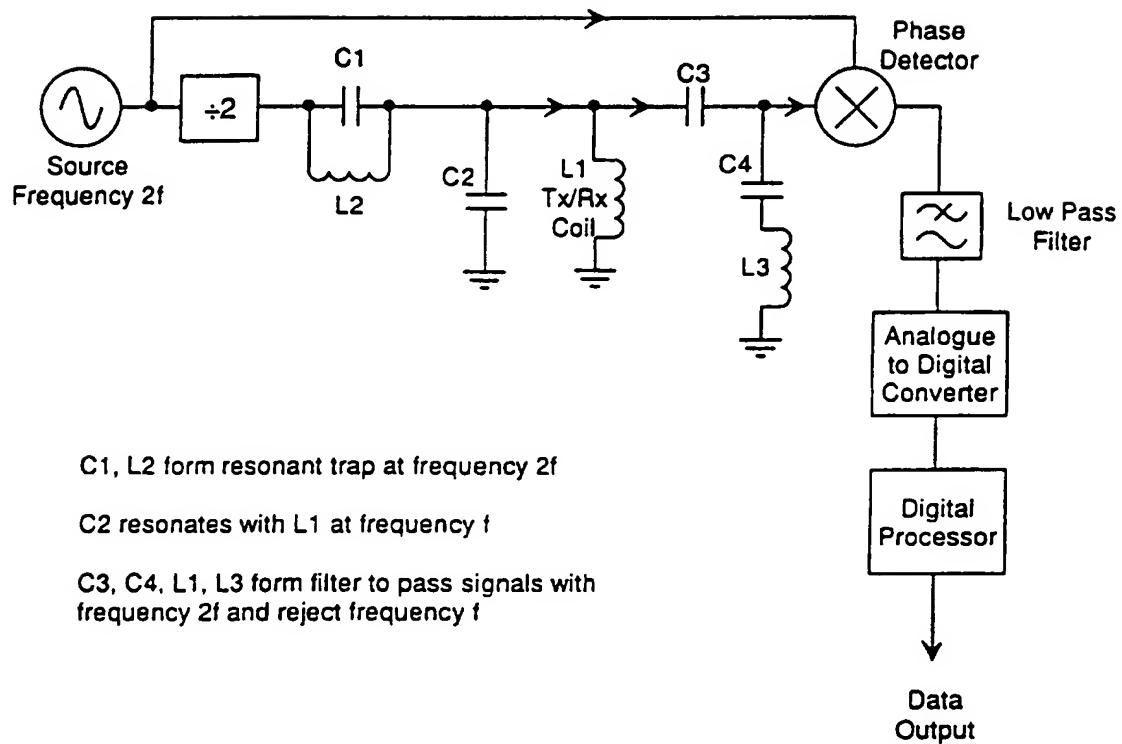 Phase
Detector
C1
C3
÷2
Source
Frequency 2f
L2
C2
L1
Tx/Rx
Coil
C4
L3
Low Pass
Filter
Analogue
to Digital
Converter
C1, L2 form resonant trap at frequency 2f
C2 resonates with L1 at frequency f
C3, C4, L1, L3 form filter to pass signals with
frequency 2f and reject frequency f
Digital
Processor
Data
Output